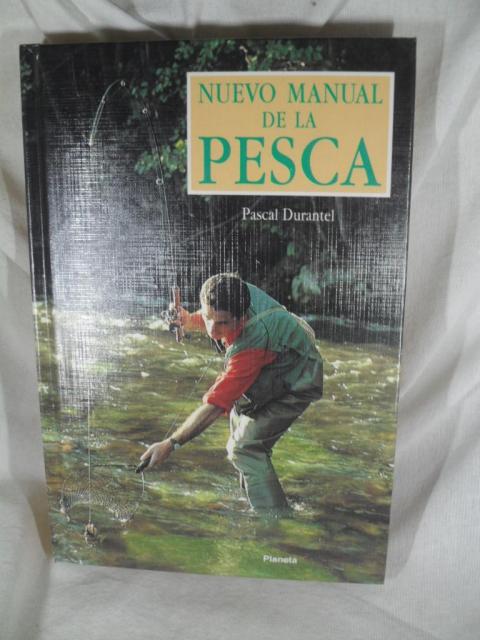 NUEVO MANUAL
DE LA
PESCA
Pascal Durantel
Planeta